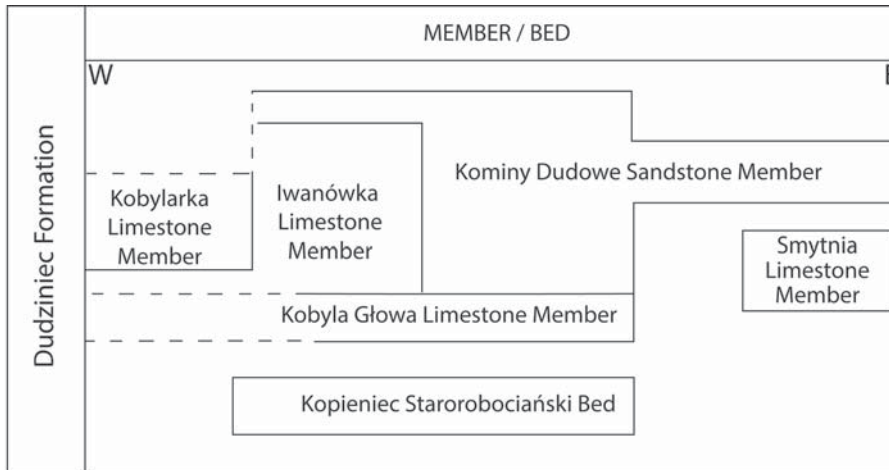 MEMBER / BED
W
E
Dudziniec Formation
Kominy Dudowe Sandstone Member
Kobylarka
Limestone
Member
Iwanówka
Limestone
Member
Smytnia
Limestone
Member
Kobyla Głowa Limestone Member
Kopieniec Starorobociański Bed